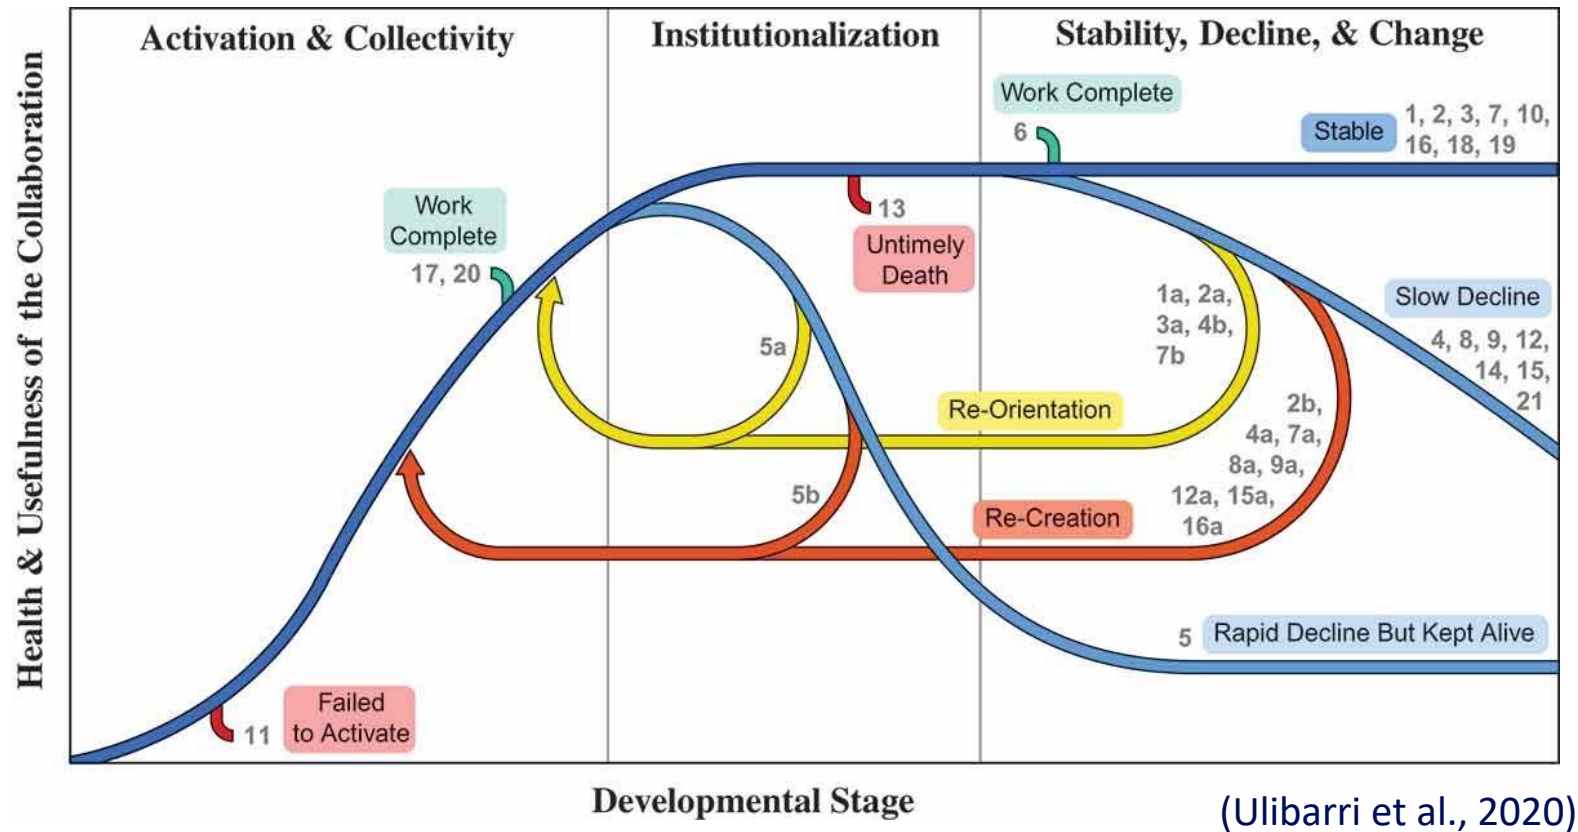 Activation & Collectivity
Institutionalization
Stability, Decline, & Change
Health & Usefulness of the Collaboration
Work Complete
6
Stable
1, 2, 3, 7, 10,
16, 18, 19
Work
Complete
17, 20
13
Untimely
Death
Slow Decline
4, 8, 9, 12,
14, 15,
21
1a, 2a,
3a, 4b,
7b
5a
Re-Orientation
2b,
4a, 7a,
8a, 9a,
12a, 15a,
16a
5b
Re-Creation
5
Rapid Decline But Kept Alive
11
Failed
to Activate
Developmental Stage
(Ulibarri et al., 2020)